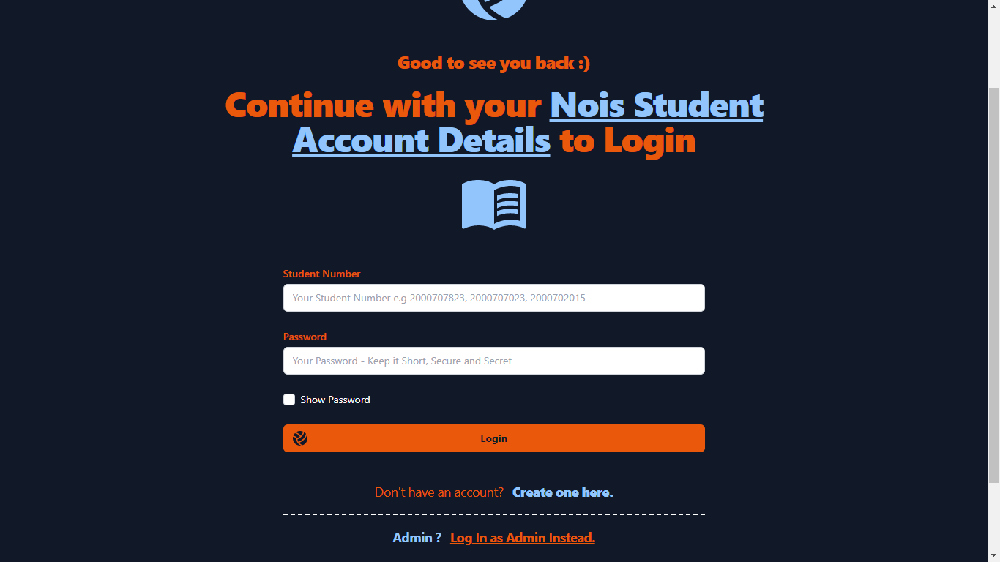 Good to see you back :)
Continue with your Nois Student
Account Details to Login
Student Number
Your Student Number e.g 2000707823, 2000707023, 2000702015
Password
Your Password - Keep it Short, Secure and Secret
Show Password
Login
Don't have an account? Create one here.
Admin ? Log In as Admin Instead.